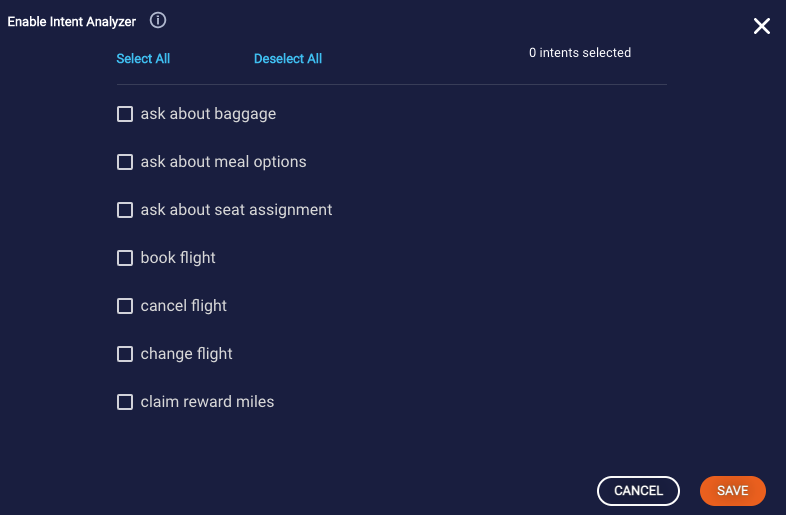 Enable Intent Analyzer
Select All Deselect All 0 intents selected
ask about baggage
ask about meal options
ask about seat assignment
book flight
cancel flight
change flight
claim reward miles
CANCEL SAVE